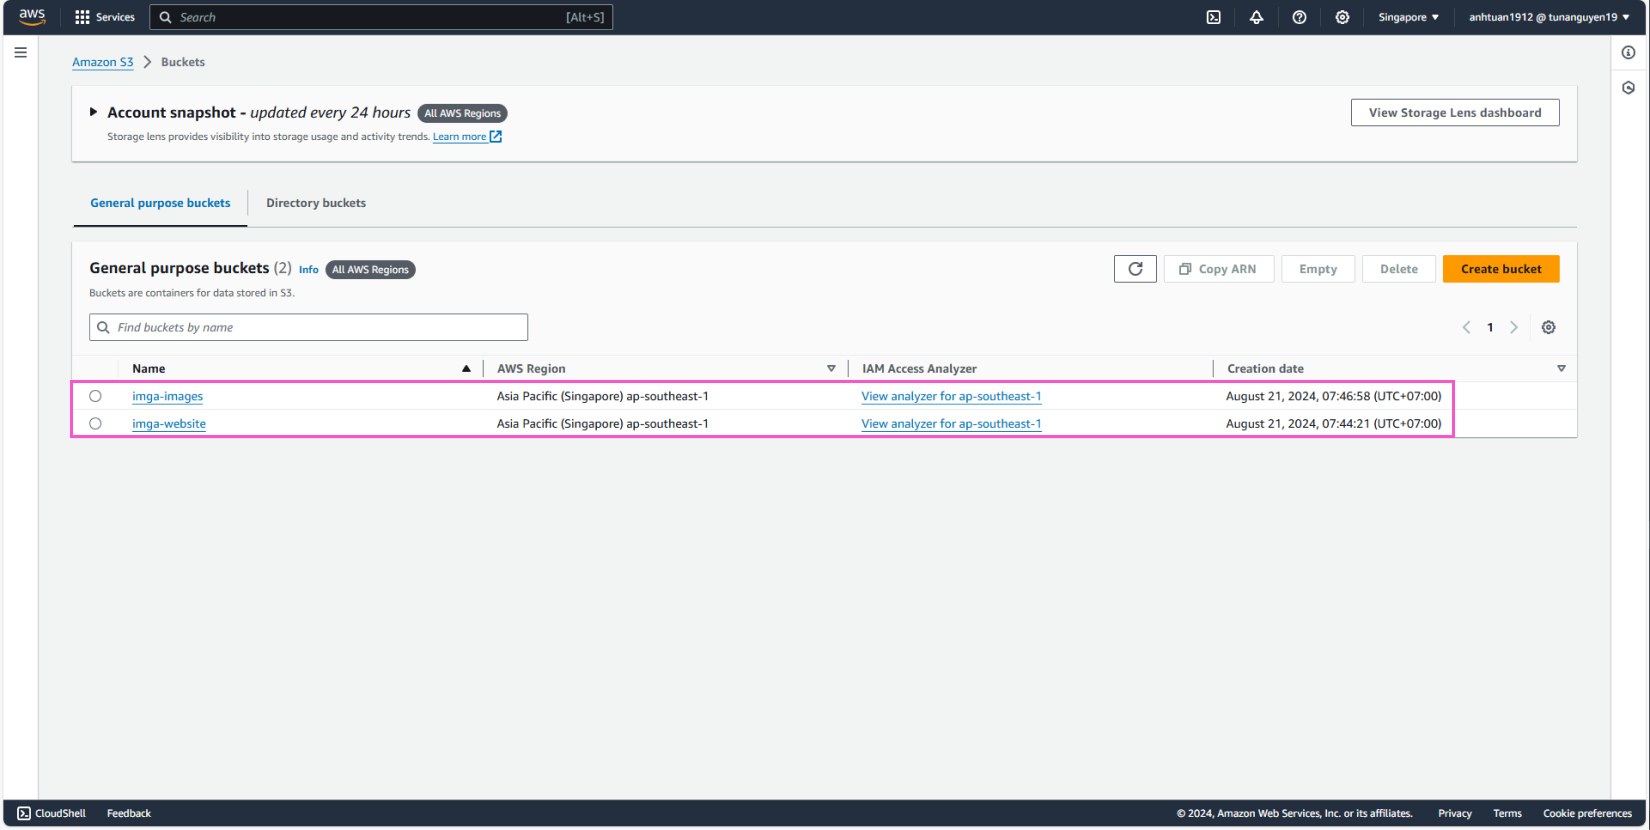 aws Services Search [Alt+S] Singapore anhtuan1912 @ tunanguyen19
Amazon S3 Buckets
Account snapshot - updated every 24 hours All AWS Regions
View Storage Lens dashboard
Storage lens provides visibility into storage usage and activity trends. Learn more
General purpose buckets Directory buckets
General purpose buckets (2) Info All AWS Regions
Copy ARN Empty Delete Create bucket
Buckets are containers for data stored in S3.
Find buckets by name
1
Name AWS Region IAM Access Analyzer Creation date
imga-images Asia Pacific (Singapore) ap-southeast-1 View analyzer for ap-southeast-1 August 21, 2024, 07:46:58 (UTC+07:00)
imga-website Asia Pacific (Singapore) ap-southeast-1 View analyzer for ap-southeast-1 August 21, 2024, 07:44:21 (UTC+07:00)
CloudShell Feedback © 2024, Amazon Web Services, Inc. or its affiliates. Privacy Terms Cookie preferences